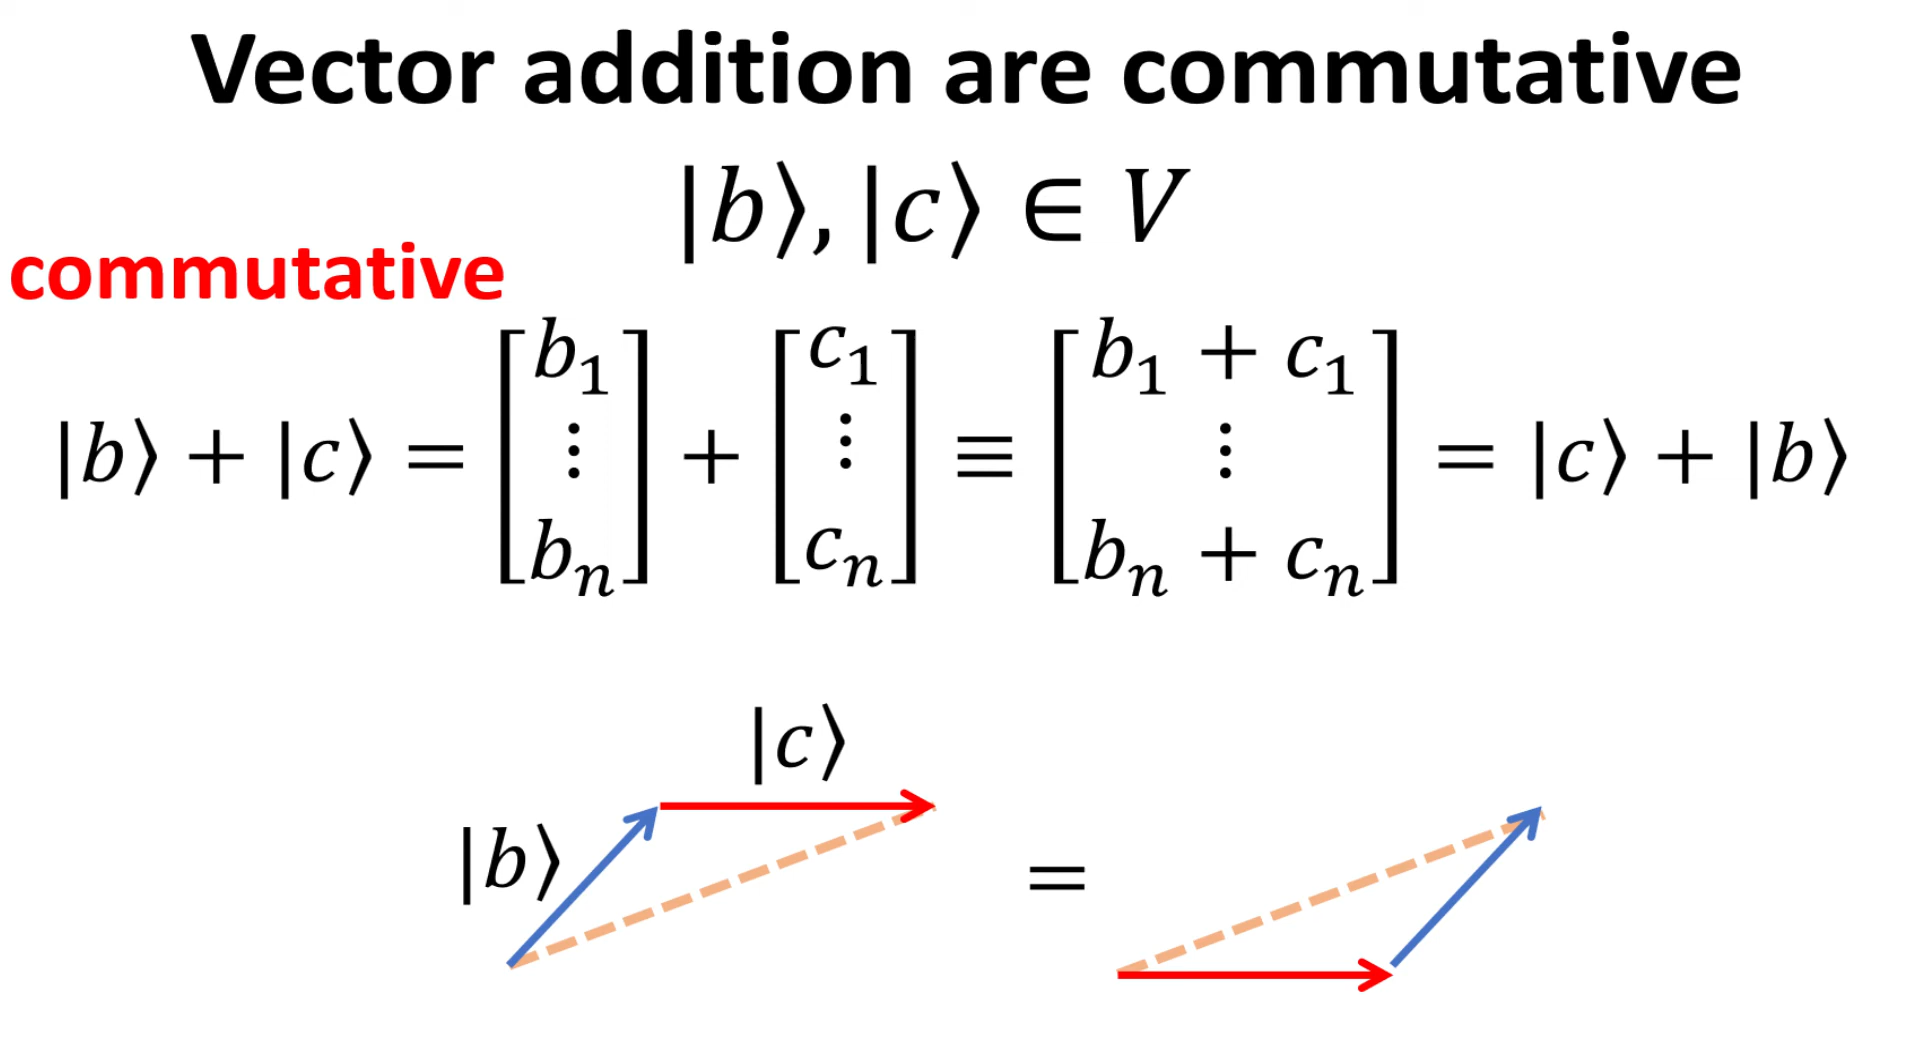 Vector addition are commutative
|b⟩, |c⟩ ∈ V
commutative
|b⟩ + |c⟩ = [b₁ ⋮ bₙ] + [c₁ ⋮ cₙ] ≡ [b₁ + c₁ ⋮ bₙ + cₙ] = |c⟩ + |b⟩
|c⟩
|b⟩
=